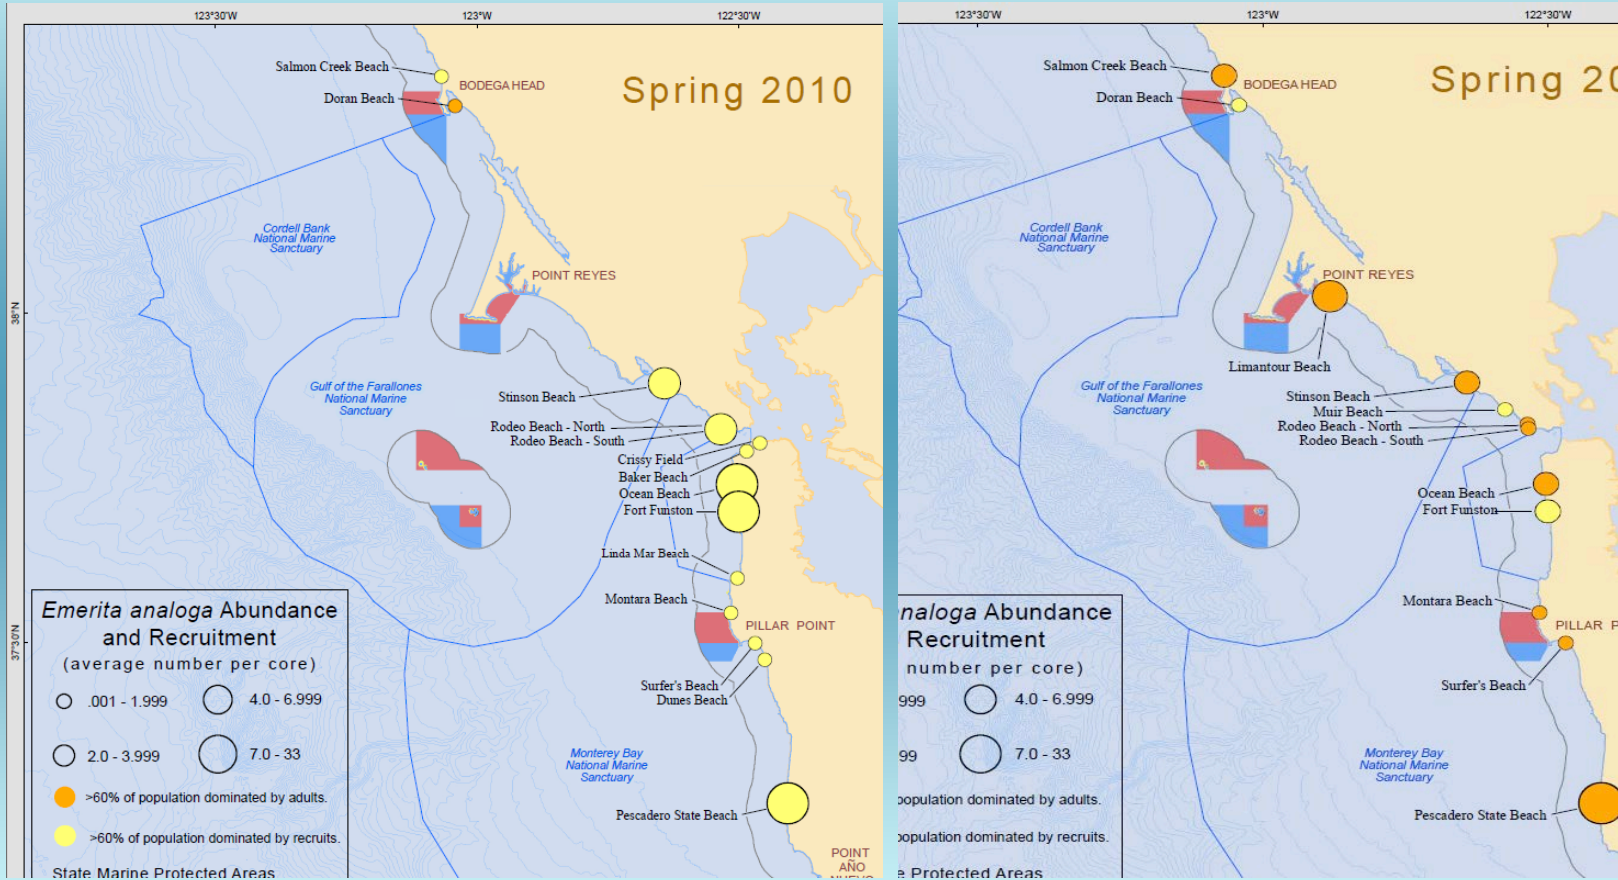 123°30'W
123°W
122°30'W
Salmon Creek Beach
BODEGA HEAD
Doran Beach
Spring 2010
Cordell Bank
National Marine
Sanctuary
POINT REYES
38°N
Gulf of the Farallones
National Marine
Sanctuary
Stinson Beach
Rodeo Beach - North
Rodeo Beach - South
Crissy Field
Baker Beach
Ocean Beach
Fort Funston
Linda Mar Beach
Montara Beach
PILLAR POINT
37°30'N
Surfer's Beach
Dunes Beach
Monterey Bay
National Marine
Sanctuary
Pescadero State Beach
POINT
AÑO
Emerita analoga Abundance
and Recruitment
(average number per core)
.001 - 1.999
4.0 - 6.999
2.0 - 3.999
7.0 - 33
>60% of population dominated by adults.
>60% of population dominated by recruits.
State Marine Protected Areas
123°30'W
123°W
122°30'W
Salmon Creek Beach
BODEGA HEAD
Doran Beach
Spring 20
Cordell Bank
National Marine
Sanctuary
POINT REYES
Limantour Beach
Gulf of the Farallones
National Marine
Sanctuary
Stinson Beach
Muir Beach
Rodeo Beach - North
Rodeo Beach - South
Ocean Beach
Fort Funston
Montara Beach
PILLAR P
Surfer's Beach
Monterey Bay
National Marine
Sanctuary
Pescadero State Beach
naloga Abundance
Recruitment
number per core)
999
4.0 - 6.999
99
7.0 - 33
population dominated by adults.
population dominated by recruits.
e Protected Areas